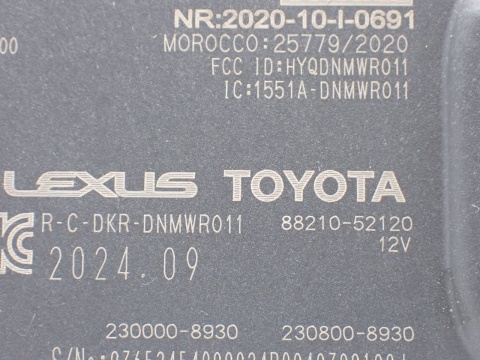 NR:2020-10-I-0691
00 MOROCCO:25779/2020
FCC ID:HYQDNMWR011
IC:1551A-DNMWR011
LEXUS TOYOTA
R-C-DKR-DNMWR011 88210-52120
12V
2024.09
230000-8930 230800-8930